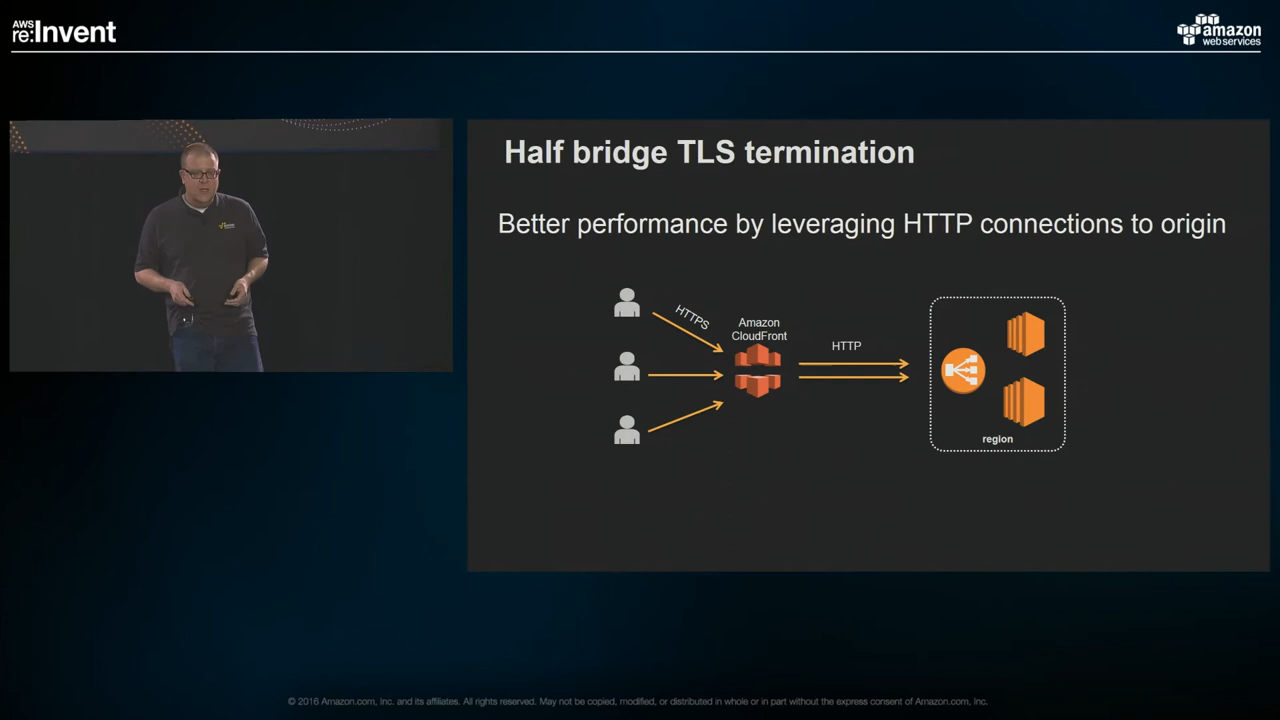 AWS
re:Invent
amazon
web services
Half bridge TLS termination
Better performance by leveraging HTTP connections to origin
HTTPS
Amazon
CloudFront
HTTP
region
© 2016 Amazon.com, Inc. and its affiliates. All rights reserved. May not be copied, modified, or distributed in whole or in part without the express consent of Amazon.com, Inc.